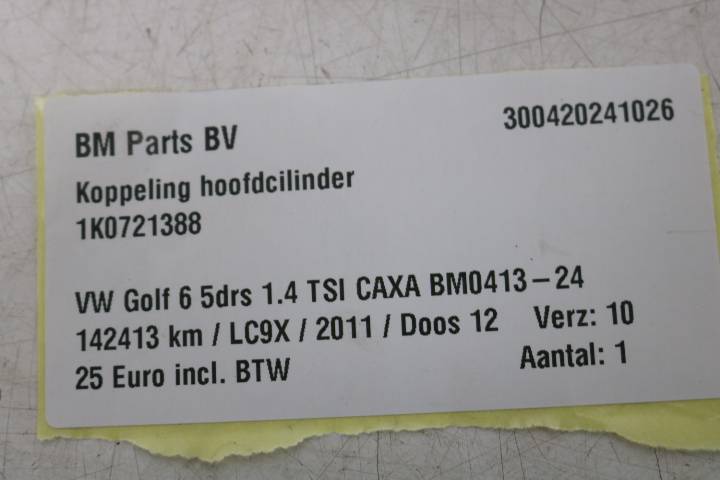 BM Parts BV 300420241026
Koppeling hoofdcilinder
1K0721388
VW Golf 6 5drs 1.4 TSI CAXA BM0413-24
142413 km / LC9X / 2011 / Doos 12 Verz: 10
25 Euro incl. BTW Aantal: 1